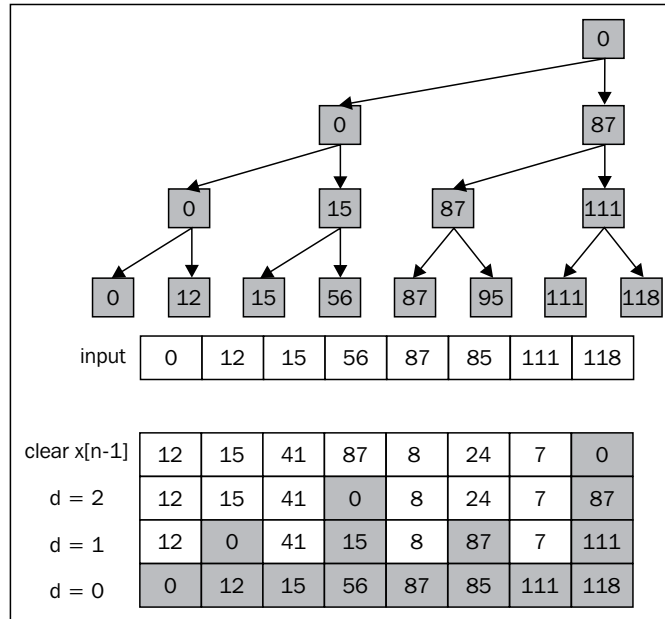 0
0 87
0 15 87 111
0 12 15 56 87 95 111 118
input 0 12 15 56 87 85 111 118
clear x[n-1] 12 15 41 87 8 24 7 0
d = 2 12 15 41 0 8 24 7 87
d = 1 12 0 41 15 8 87 7 111
d = 0 0 12 15 56 87 85 111 118